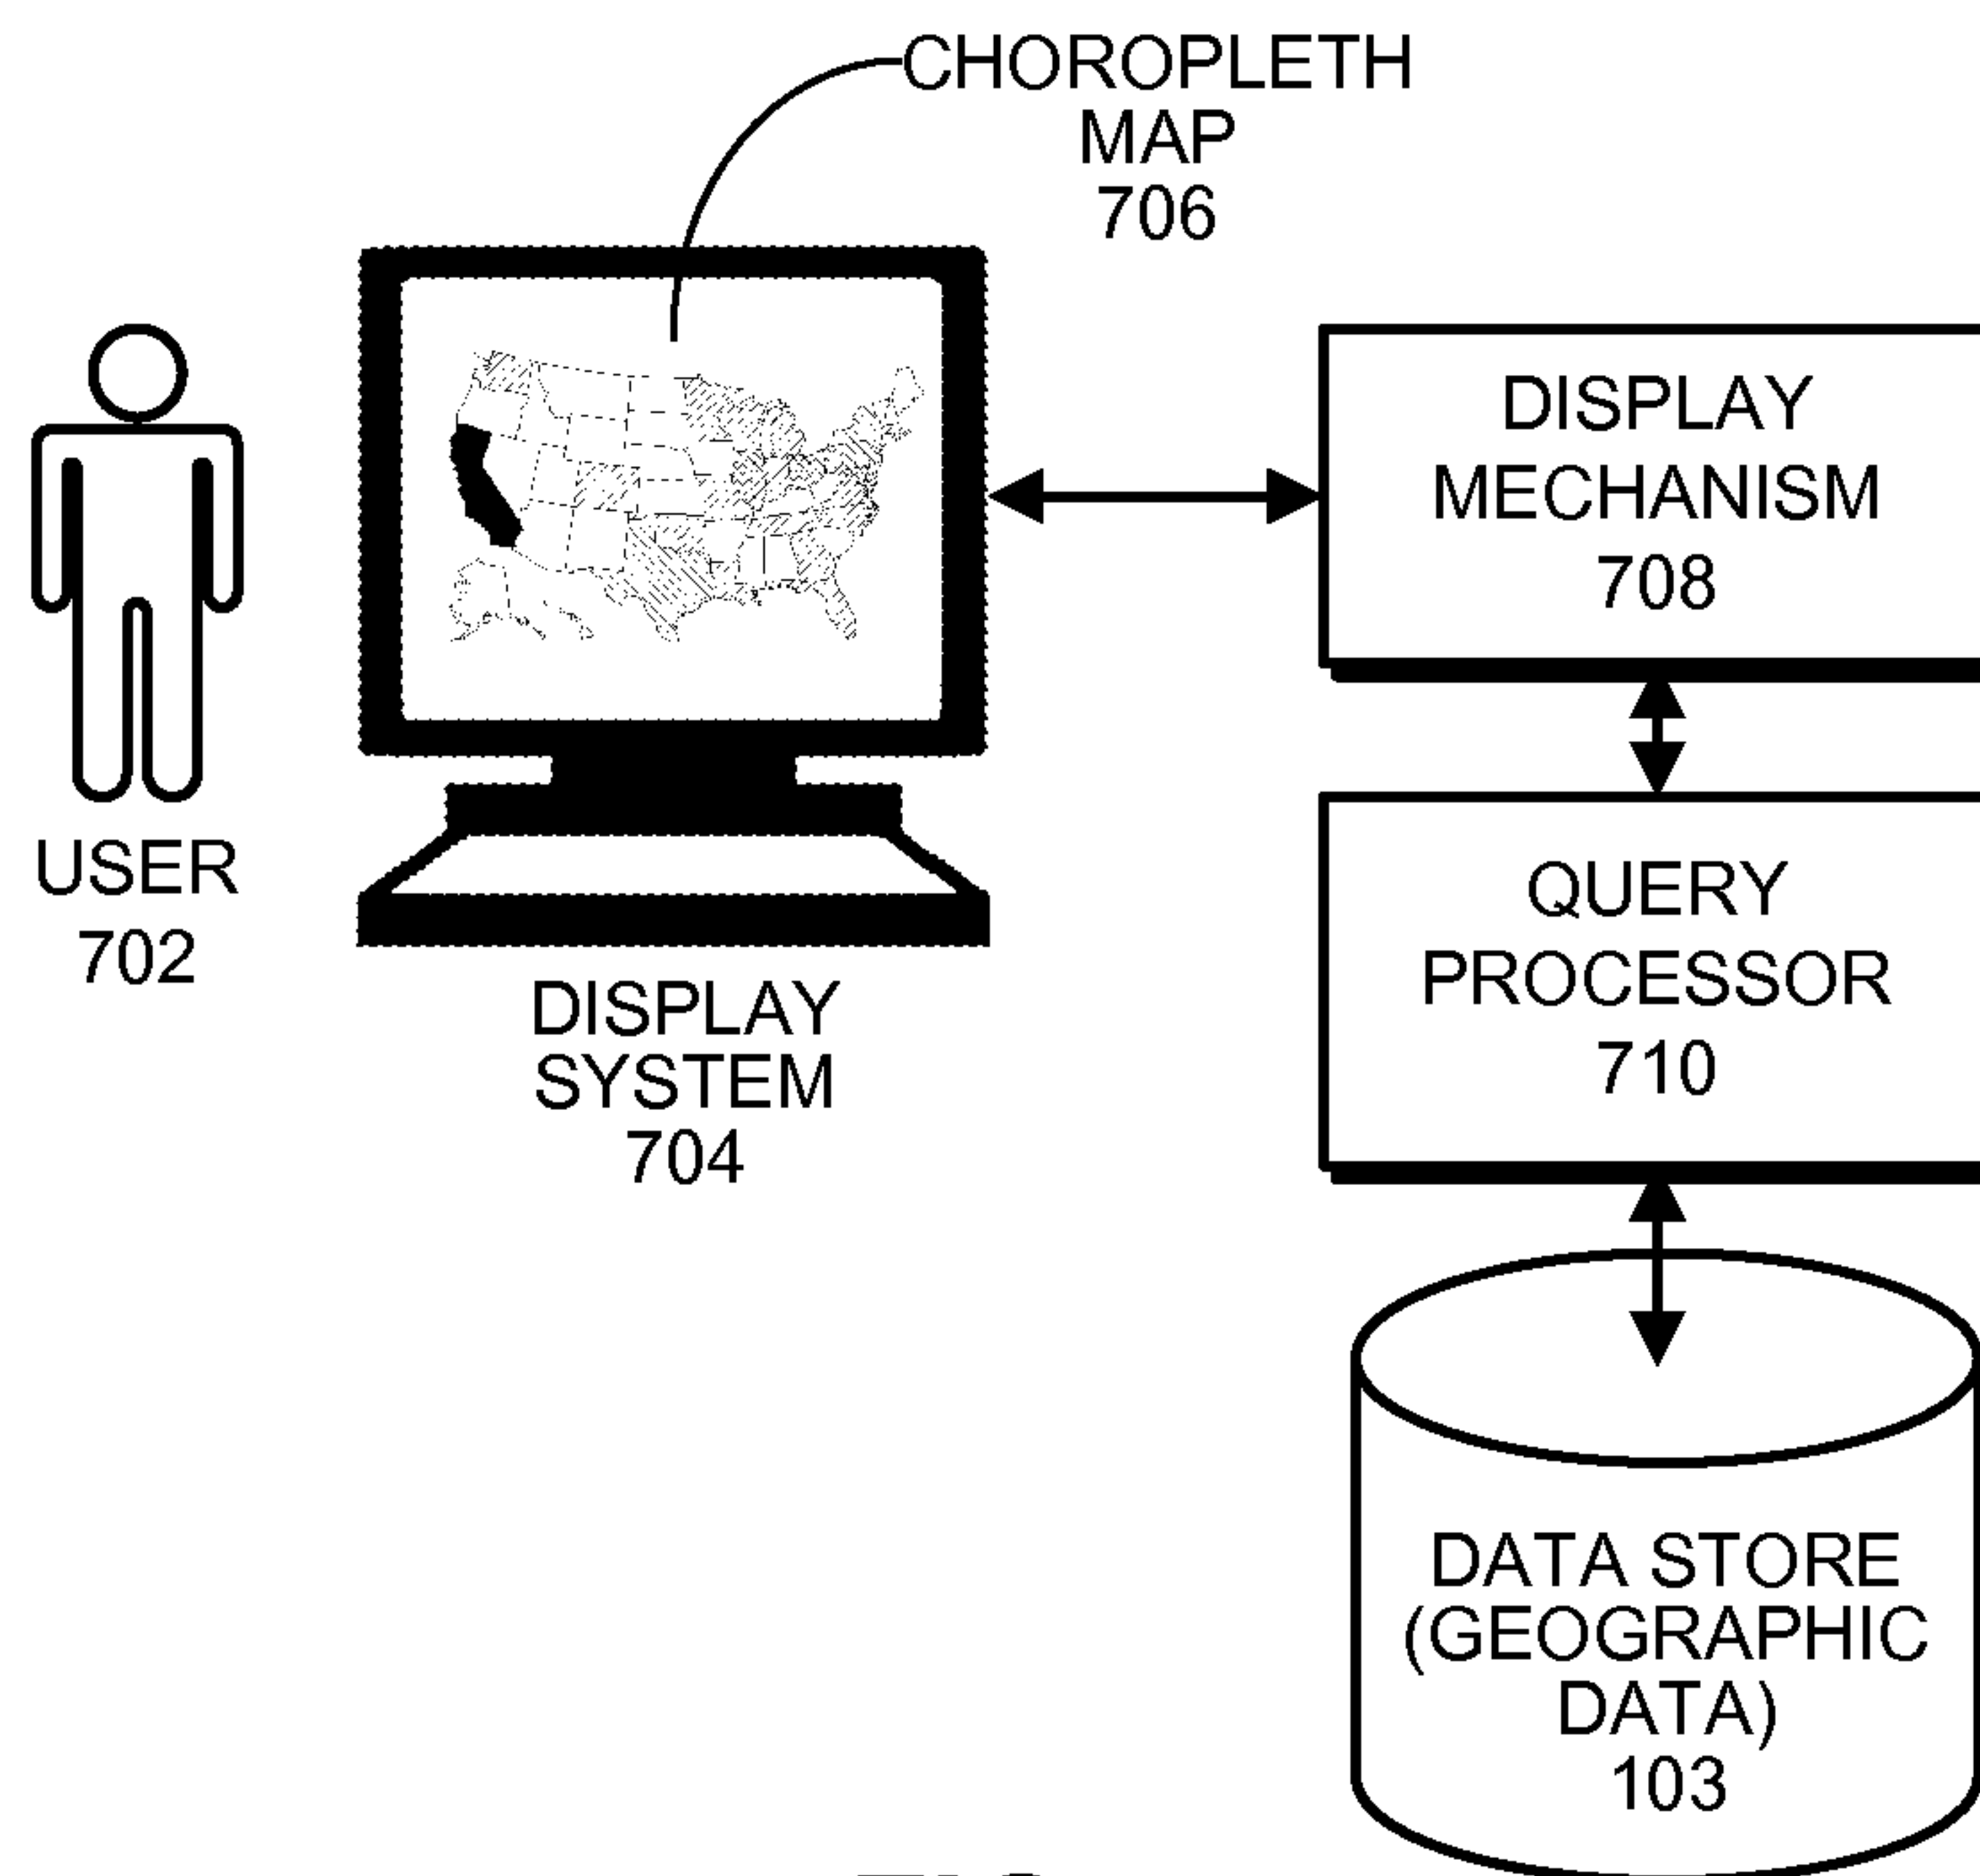 CHOROPLETH
MAP
706
DISPLAY
MECHANISM
708
USER
702
DISPLAY
SYSTEM
704
QUERY
PROCESSOR
710
DATA STORE
(GEOGRAPHIC
DATA)
103